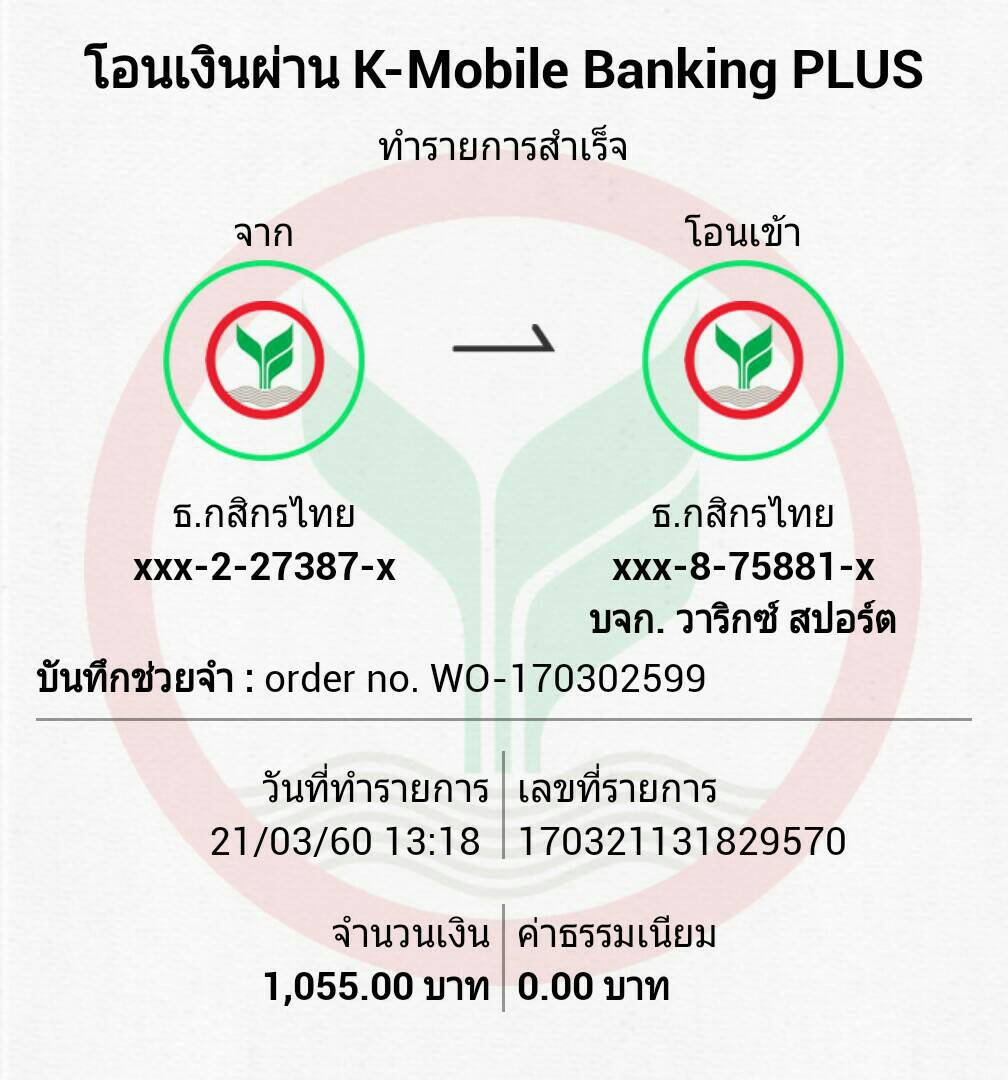 โอนเงินผ่าน K-Mobile Banking PLUS
ทำรายการสำเร็จ
จาก
โอนเข้า
ธ.กสิกรไทย
xxx-2-27387-x
ธ.กสิกรไทย
xxx-8-75881-x
บจก. วาริกซ์ สปอร์ต
บันทึกช่วยจำ : order no. WO-170302599
วันที่ทำรายการ
21/03/60 13:18
เลขที่รายการ
170321131829570
จำนวนเงิน
1,055.00 บาท
ค่าธรรมเนียม
0.00 บาท